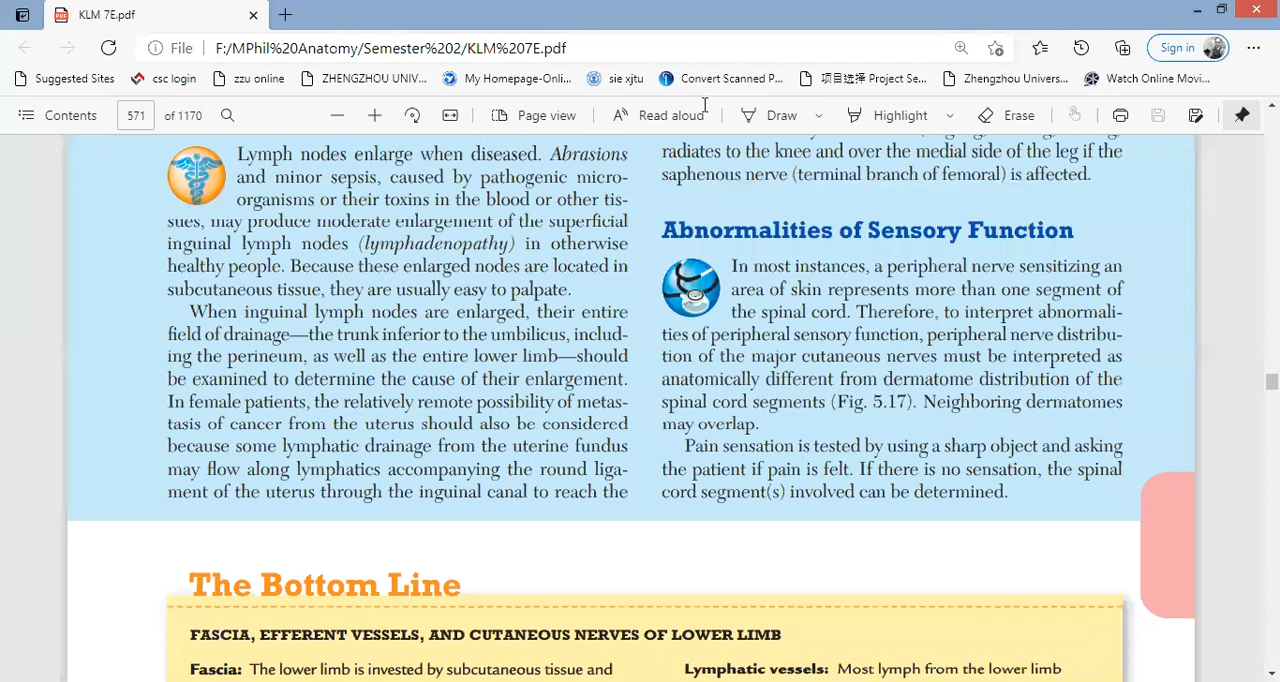 KLM 7E.pdf
File F:/MPhil%20Anatomy/Semester%202/KLM%207E.pdf
Sign in
Suggested Sites csc login zzu online ZHENGZHOU UNIV... My Homepage-Onli... sie xjtu Convert Scanned P... 项目选择 Project Se... Zhengzhou Univers... Watch Online Movi...
Contents 571 of 1170 Page view Read aloud Draw Highlight Erase
Lymph nodes enlarge when diseased. Abrasions
and minor sepsis, caused by pathogenic micro-
organisms or their toxins in the blood or other tis-
sues, may produce moderate enlargement of the superficial
inguinal lymph nodes (lymphadenopathy) in otherwise
healthy people. Because these enlarged nodes are located in
subcutaneous tissue, they are usually easy to palpate.
When inguinal lymph nodes are enlarged, their entire
field of drainage—the trunk inferior to the umbilicus, includ-
ing the perineum, as well as the entire lower limb—should
be examined to determine the cause of their enlargement.
In female patients, the relatively remote possibility of metas-
tasis of cancer from the uterus should also be considered
because some lymphatic drainage from the uterine fundus
may flow along lymphatics accompanying the round liga-
ment of the uterus through the inguinal canal to reach the
radiates to the knee and over the medial side of the leg if the
saphenous nerve (terminal branch of femoral) is affected.
Abnormalities of Sensory Function
In most instances, a peripheral nerve sensitizing an
area of skin represents more than one segment of
the spinal cord. Therefore, to interpret abnormali-
ties of peripheral sensory function, peripheral nerve distribu-
tion of the major cutaneous nerves must be interpreted as
anatomically different from dermatome distribution of the
spinal cord segments (Fig. 5.17). Neighboring dermatomes
may overlap.
Pain sensation is tested by using a sharp object and asking
the patient if pain is felt. If there is no sensation, the spinal
cord segment(s) involved can be determined.
The Bottom Line
FASCIA, EFFERENT VESSELS, AND CUTANEOUS NERVES OF LOWER LIMB
Fascia: The lower limb is invested by subcutaneous tissue and
Lymphatic vessels: Most lymph from the lower limb